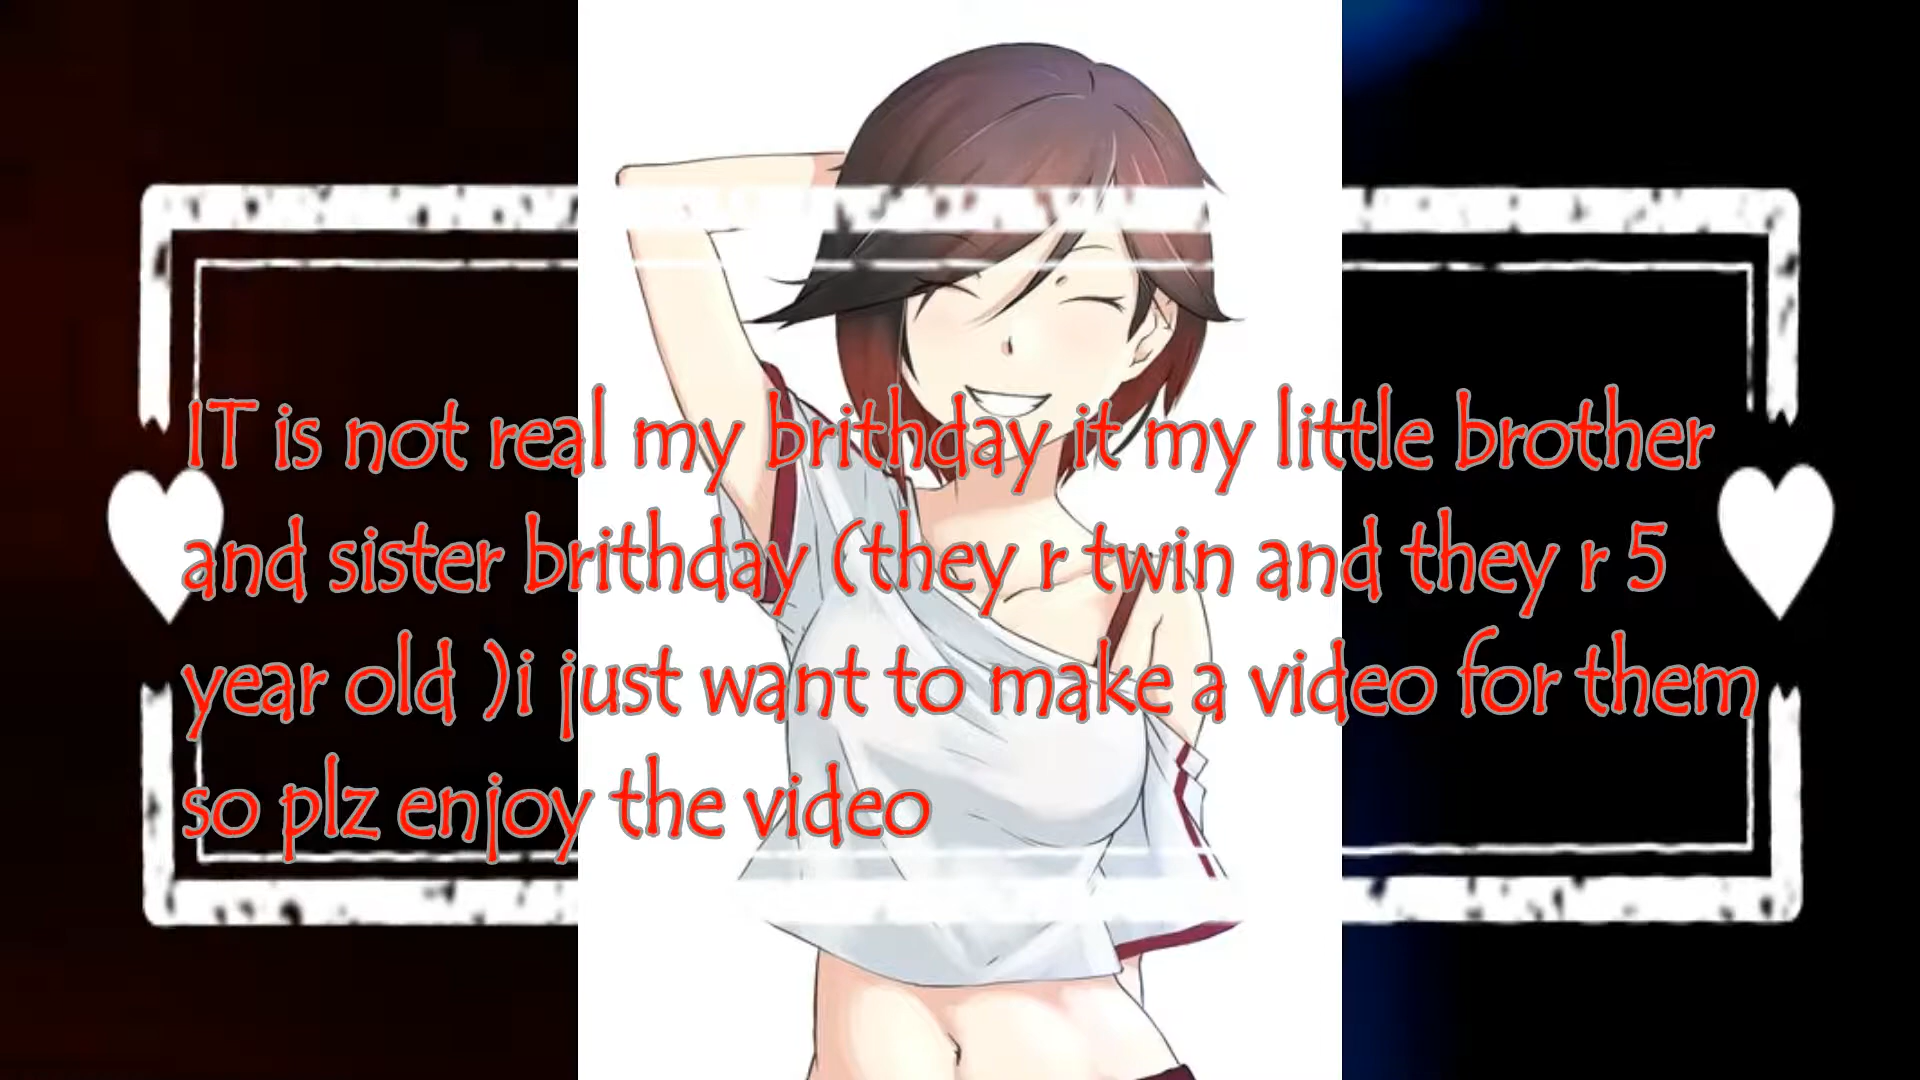 IT is not real my brithday it my little brother
and sister brithday (they r twin and they r 5
year old )i just want to make a video for them
so plz enjoy the video